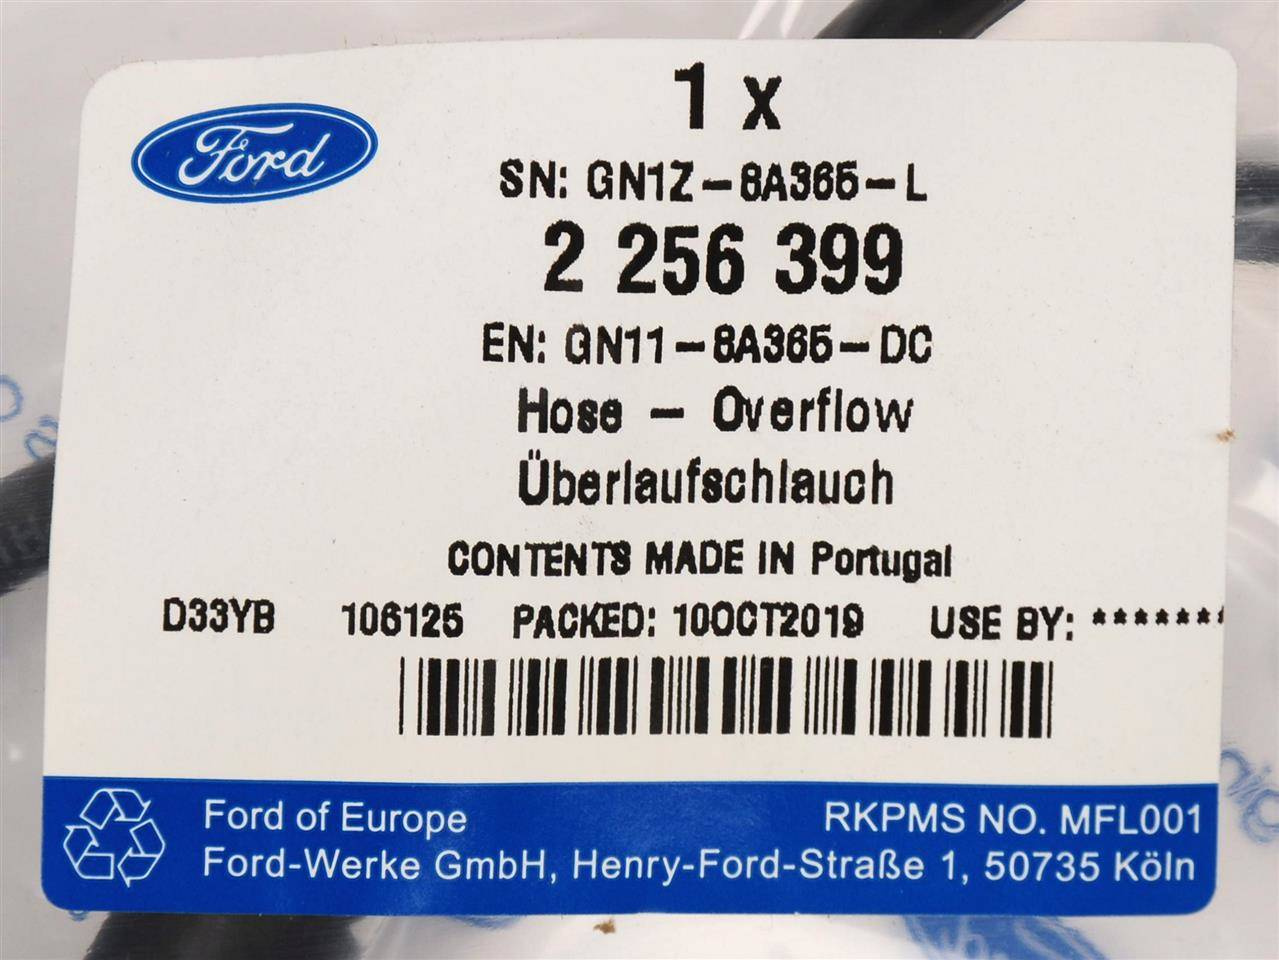 Ford
1 x
SN: GN1Z-8A365-L
2 256 399
EN: GN11-8A365-DC
Hose - Overflow
Überlaufschlauch
CONTENTS MADE IN Portugal
D33YB 106125 PACKED: 10OCT2019 USE BY: *******
Ford of Europe RKPMS NO. MFL001
Ford-Werke GmbH, Henry-Ford-Straße 1, 50735 Köln